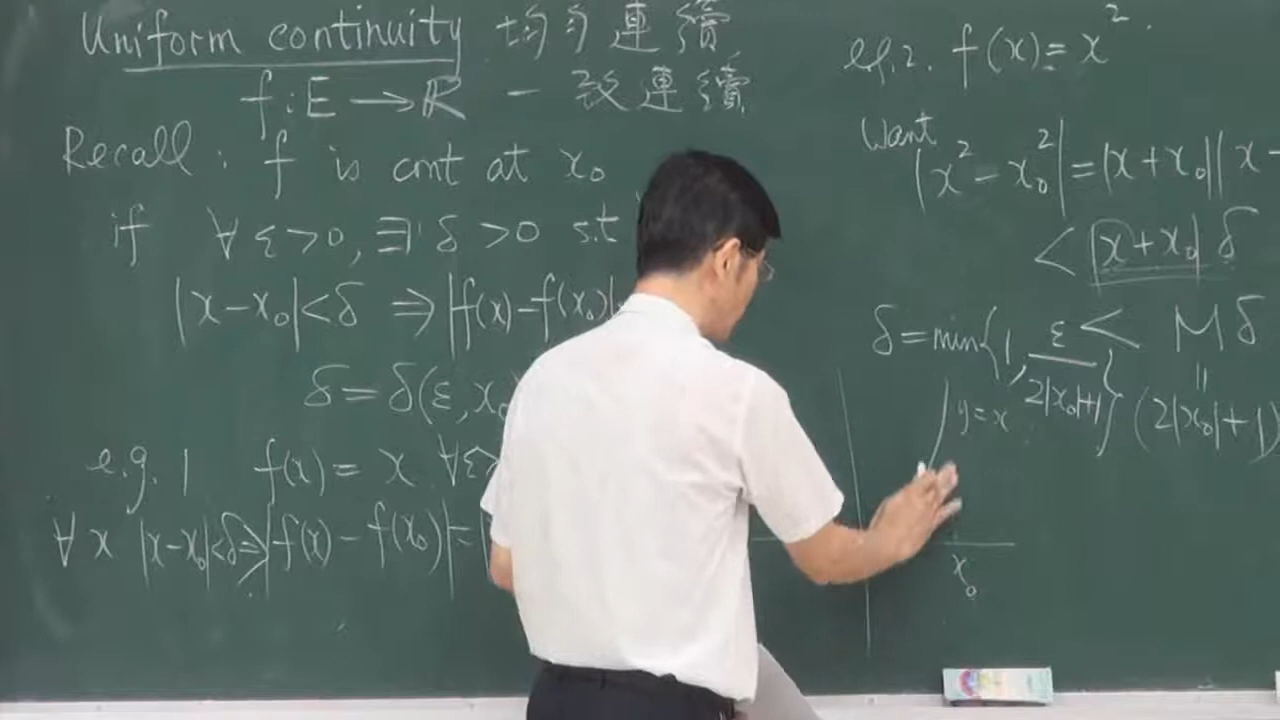 Uniform continuity 均勻連續
f : E → R 一致連續
Recall : f is cnt at x₀
if ∀ ε>0, ∃ δ >0 s.t
|x-x₀|<δ ⇒ |f(x)-f(x₀)|
δ = δ(ε, x₀
e.g. 1 f(x) = x ∀ε>
∀ x |x-x₀|<δ ⇒ |f(x) - f(x₀)| =
eg.2. f(x) = x².
Want
|x² - x₀²| = |x+x₀||x-
< |x+x₀| δ
< M δ
δ = min{1, ε/(2|x₀|+1)} (2|x₀|+1)
y=x
x₀